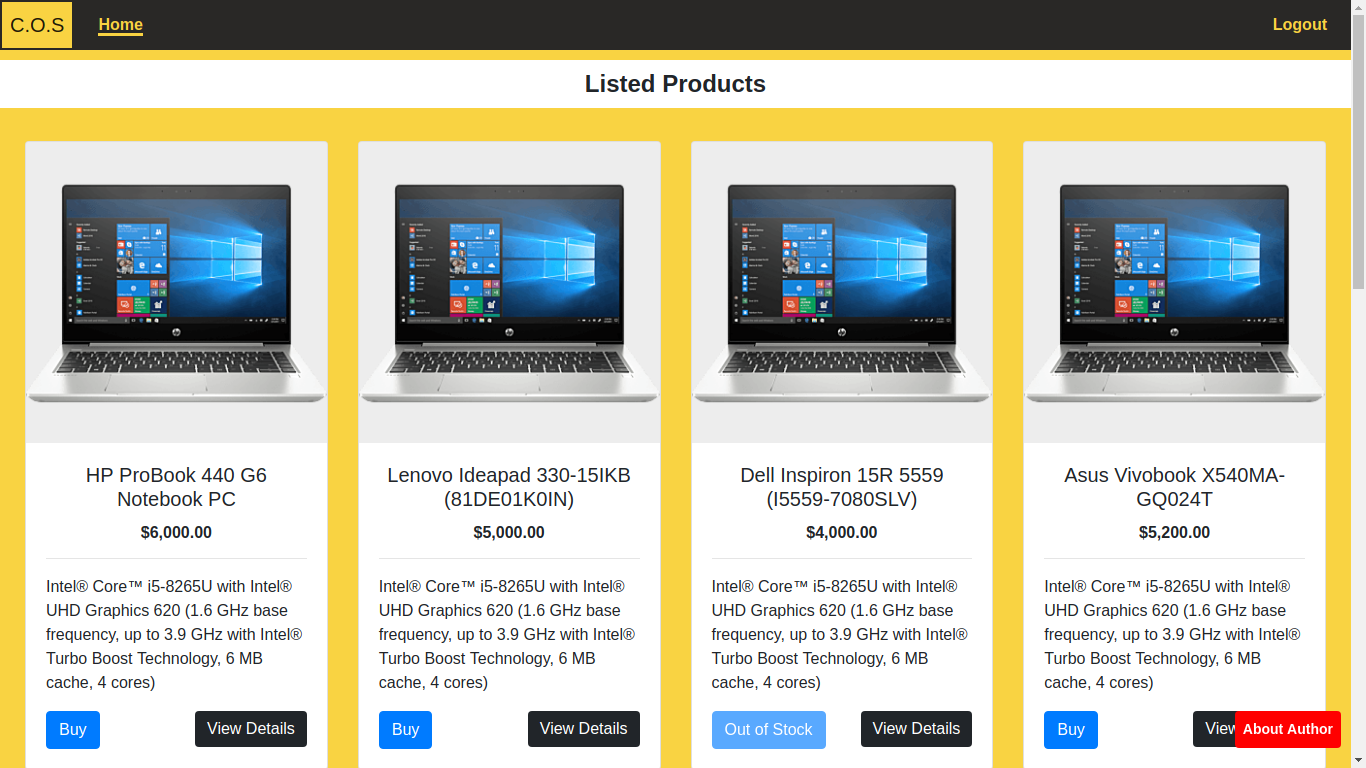 C.O.S Home Logout
Listed Products
HP ProBook 440 G6
Notebook PC
$6,000.00
Intel® Core™ i5-8265U with Intel®
UHD Graphics 620 (1.6 GHz base
frequency, up to 3.9 GHz with Intel®
Turbo Boost Technology, 6 MB
cache, 4 cores)
Buy View Details
Lenovo Ideapad 330-15IKB
(81DE01K0IN)
$5,000.00
Intel® Core™ i5-8265U with Intel®
UHD Graphics 620 (1.6 GHz base
frequency, up to 3.9 GHz with Intel®
Turbo Boost Technology, 6 MB
cache, 4 cores)
Buy View Details
Dell Inspiron 15R 5559
(I5559-7080SLV)
$4,000.00
Intel® Core™ i5-8265U with Intel®
UHD Graphics 620 (1.6 GHz base
frequency, up to 3.9 GHz with Intel®
Turbo Boost Technology, 6 MB
cache, 4 cores)
Out of Stock View Details
Asus Vivobook X540MA-
GQ024T
$5,200.00
Intel® Core™ i5-8265U with Intel®
UHD Graphics 620 (1.6 GHz base
frequency, up to 3.9 GHz with Intel®
Turbo Boost Technology, 6 MB
cache, 4 cores)
Buy View About Author